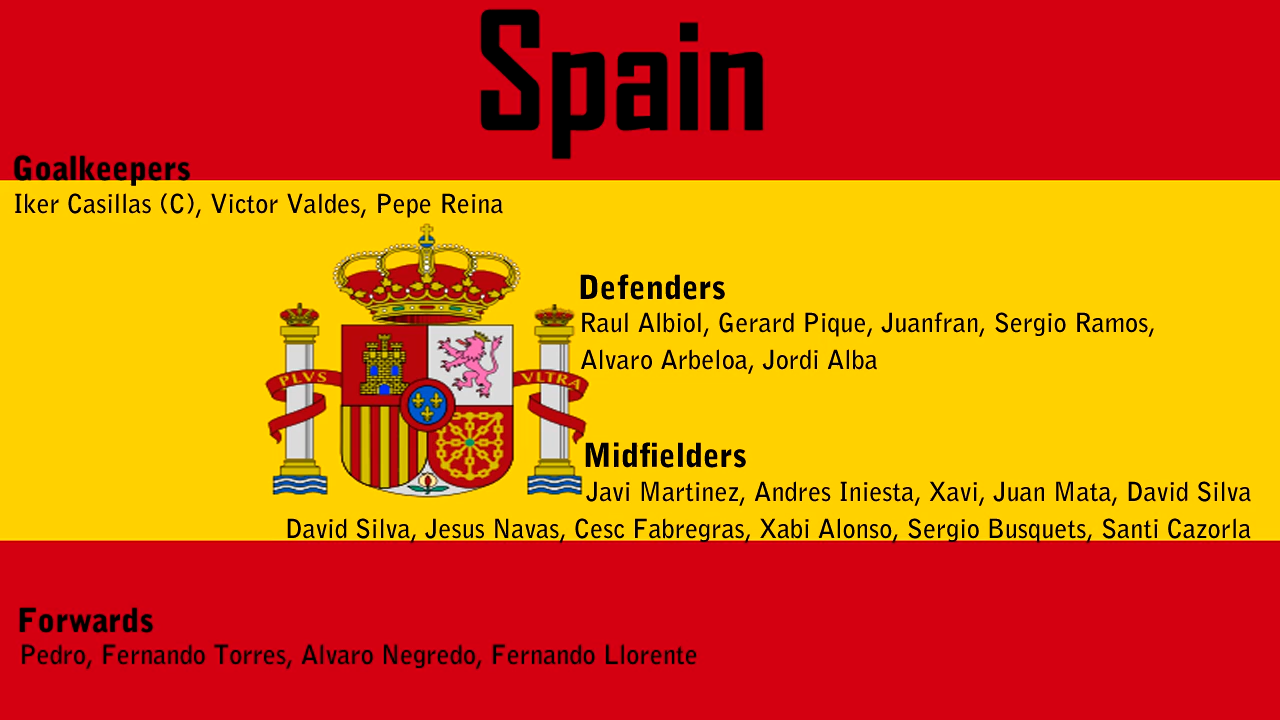 Spain
Goalkeepers
Iker Casillas (C), Victor Valdes, Pepe Reina
Defenders
Raul Albiol, Gerard Pique, Juanfran, Sergio Ramos,
Alvaro Arbeloa, Jordi Alba
PLVS VLTRA
Midfielders
Javi Martinez, Andres Iniesta, Xavi, Juan Mata, David Silva
David Silva, Jesus Navas, Cesc Fabregras, Xabi Alonso, Sergio Busquets, Santi Cazorla
Forwards
Pedro, Fernando Torres, Alvaro Negredo, Fernando Llorente